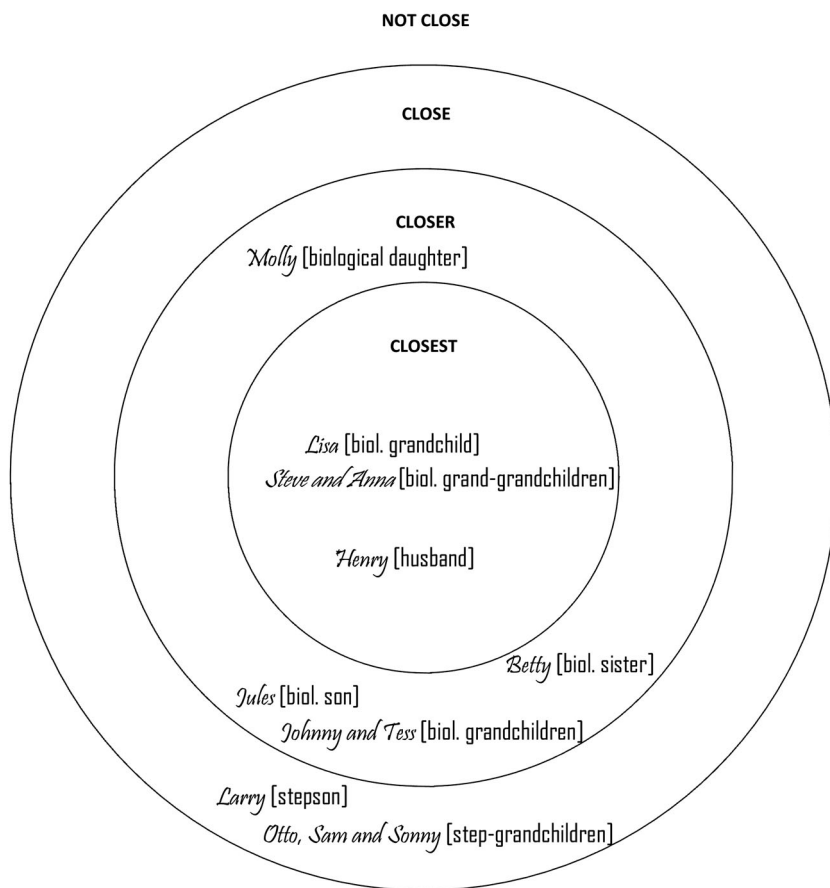 NOT CLOSE
CLOSE
CLOSER
Molly [biological daughter]
CLOSEST
Lisa [biol. grandchild]
Steve and Anna [biol. grand-grandchildren]
Henry [husband]
Betty [biol. sister]
Jules [biol. son]
Johnny and Tess [biol. grandchildren]
Larry [stepson]
Otto, Sam and Sonny [step-grandchildren]